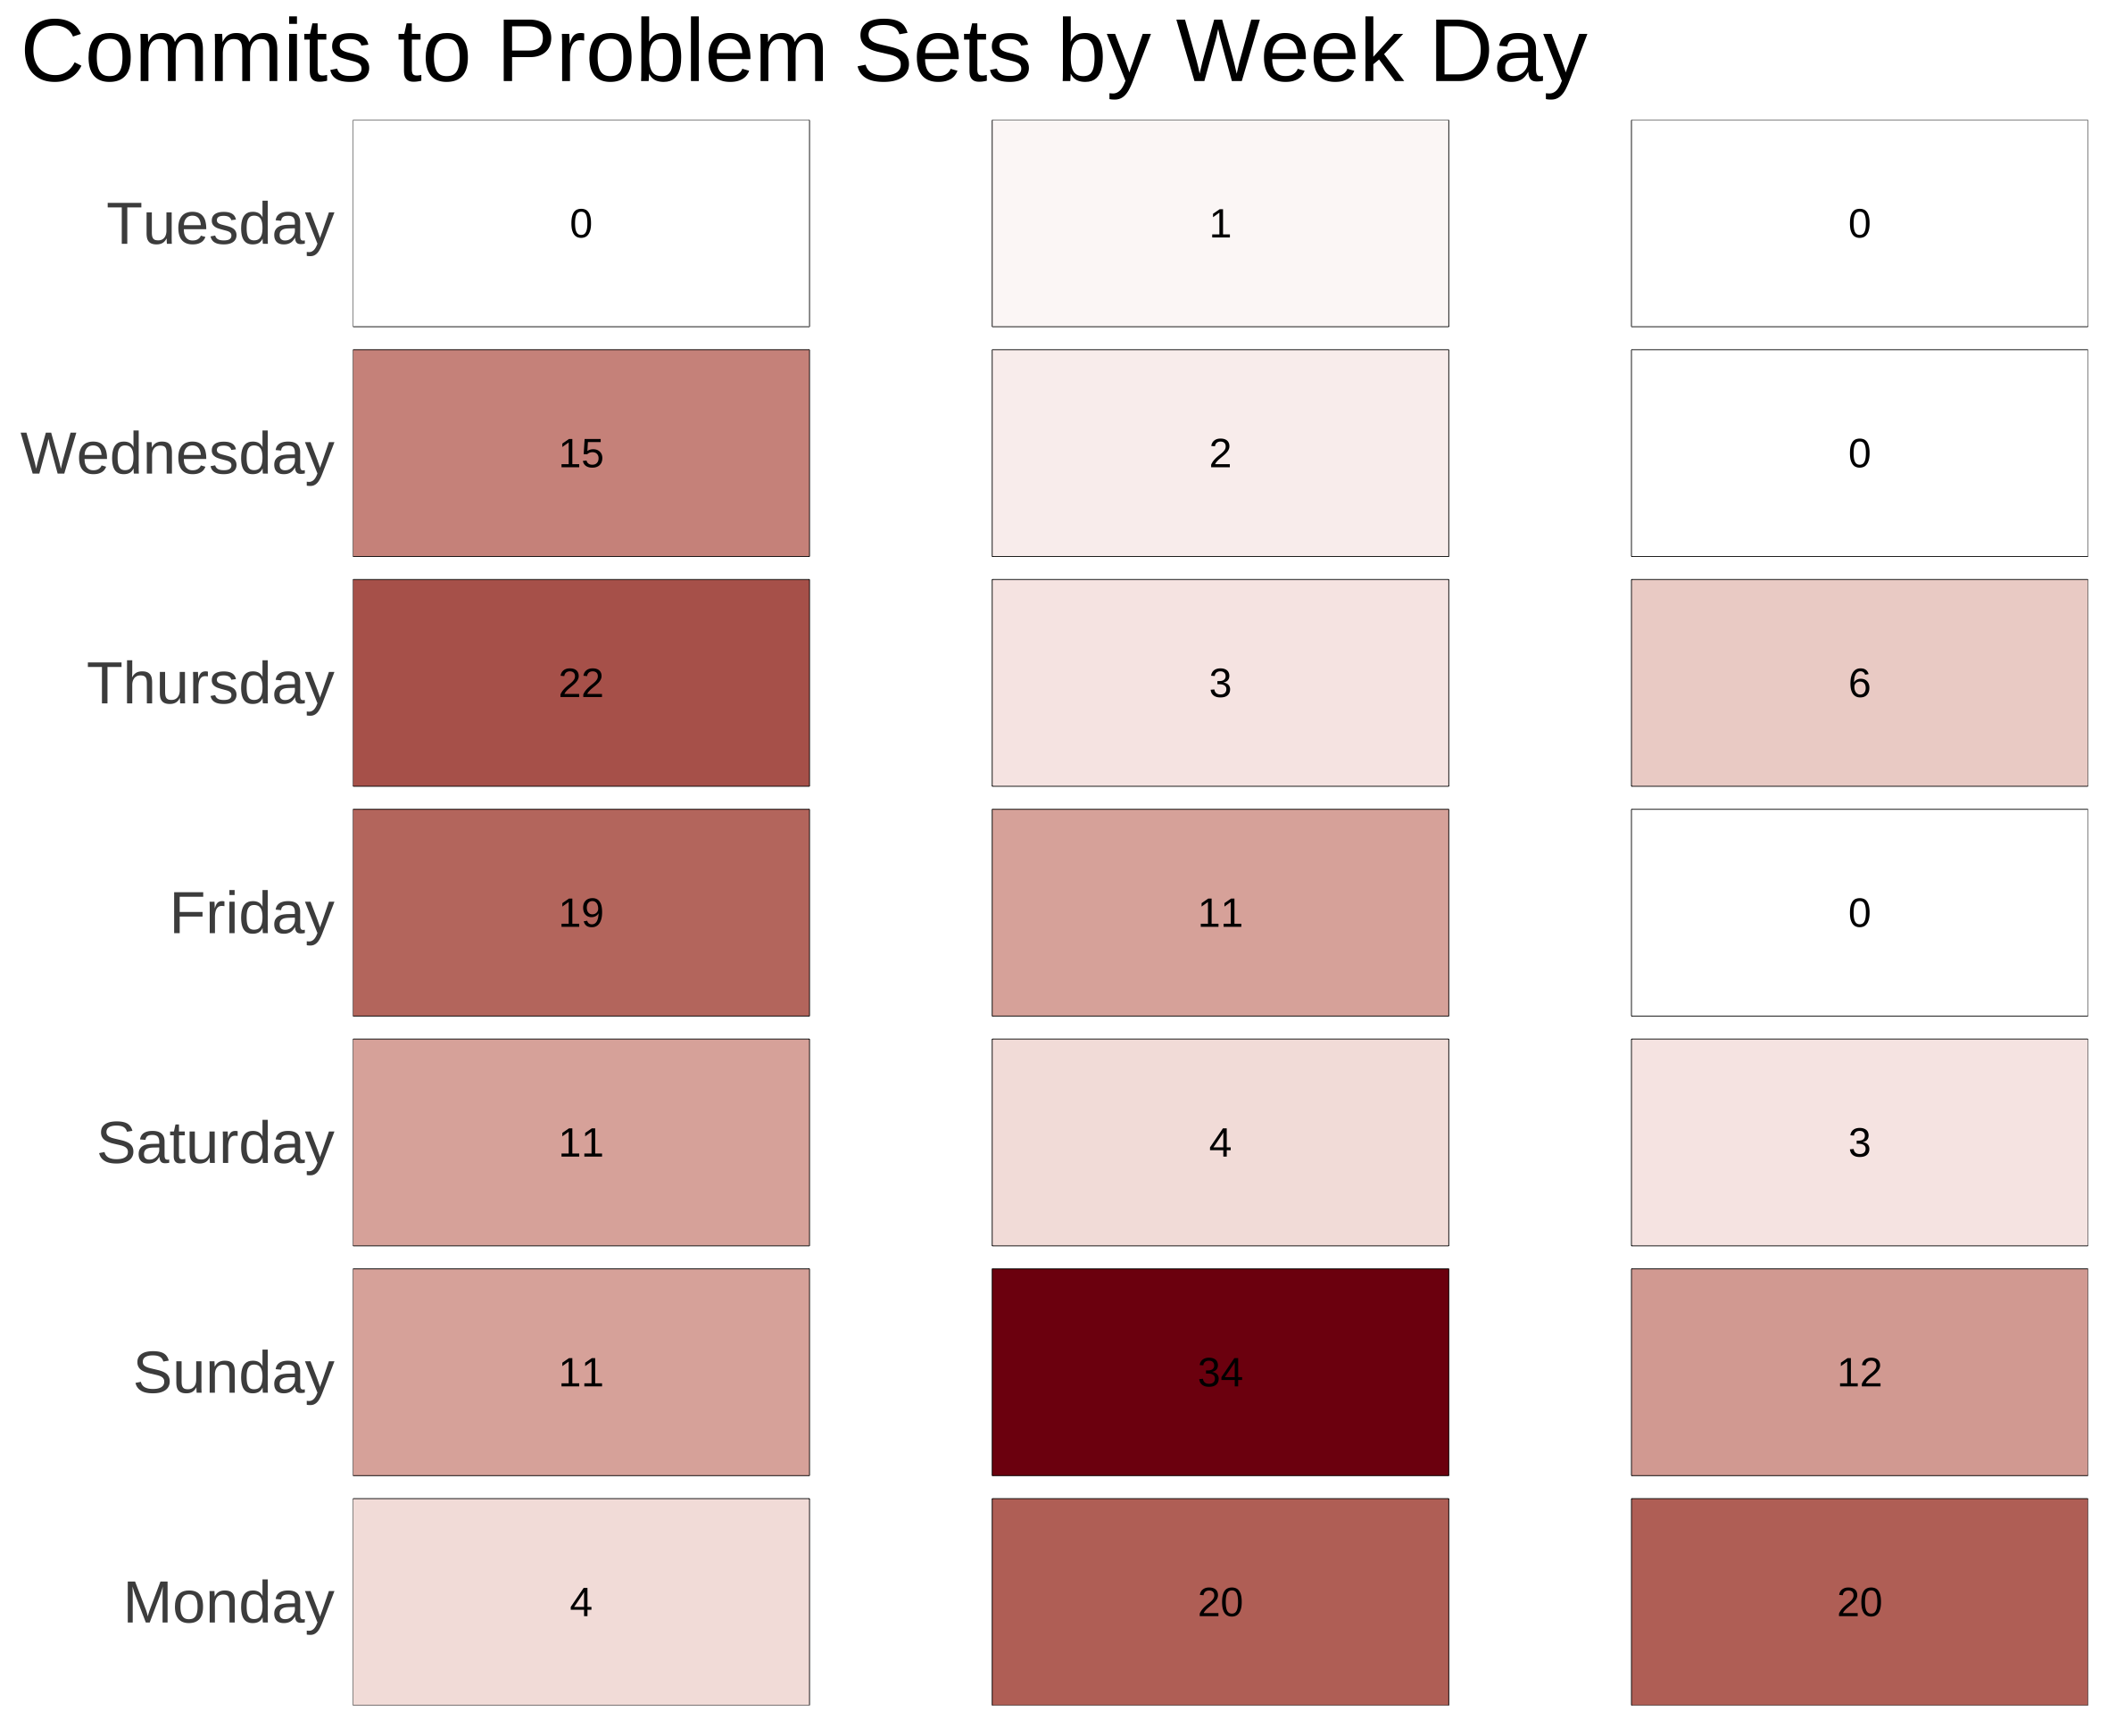 Commits to Problem Sets by Week Day
Tuesday 0 1 0
Wednesday 15 2 0
Thursday 22 3 6
Friday 19 11 0
Saturday 11 4 3
Sunday 11 34 12
Monday 4 20 20